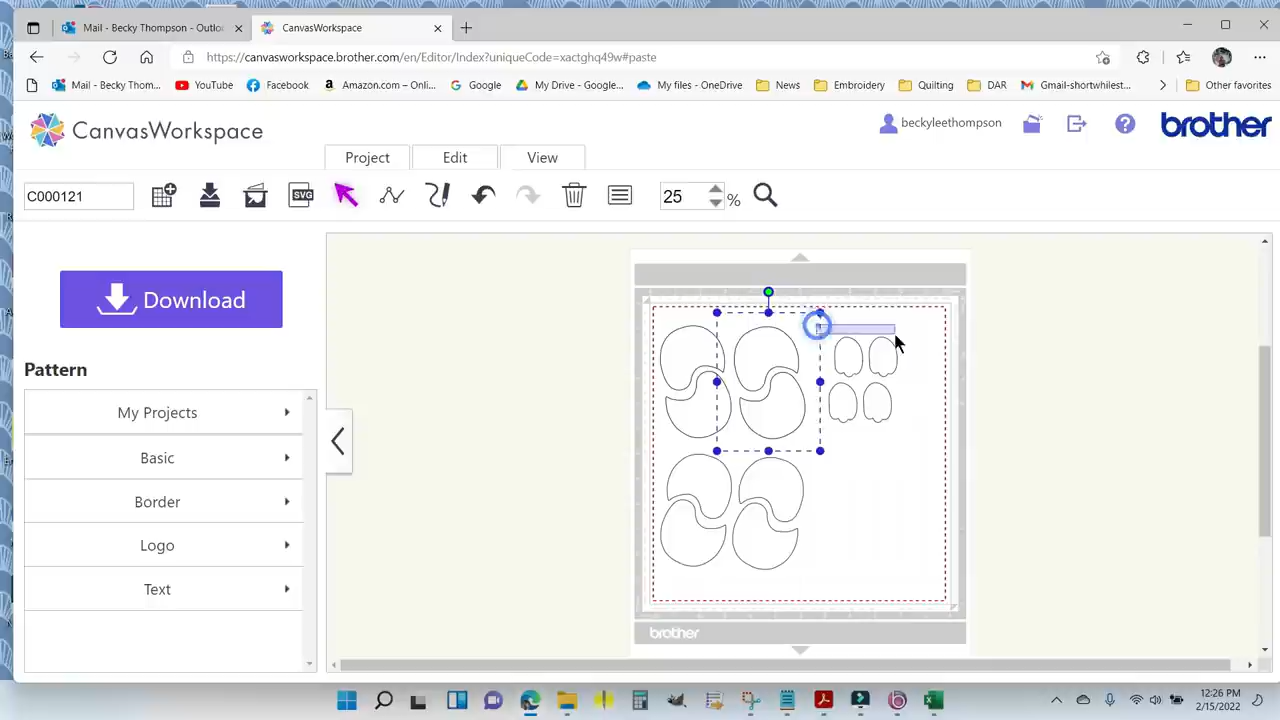 Mail - Becky Thompson - Outlo
CanvasWorkspace
https://canvasworkspace.brother.com/en/Editor/Index?uniqueCode=xactghq49w#paste
Mail - Becky Thom... YouTube Facebook Amazon.com – Onli... Google My Drive - Google... My files - OneDrive News Embroidery Quilting DAR Gmail-shortwhilest... Other favorites
CanvasWorkspace
beckyleethompson
brother
Project Edit View
C000121
SVG
25 %
Download
Pattern
My Projects
Basic
Border
Logo
Text
brother
12:26 PM
2/15/2022